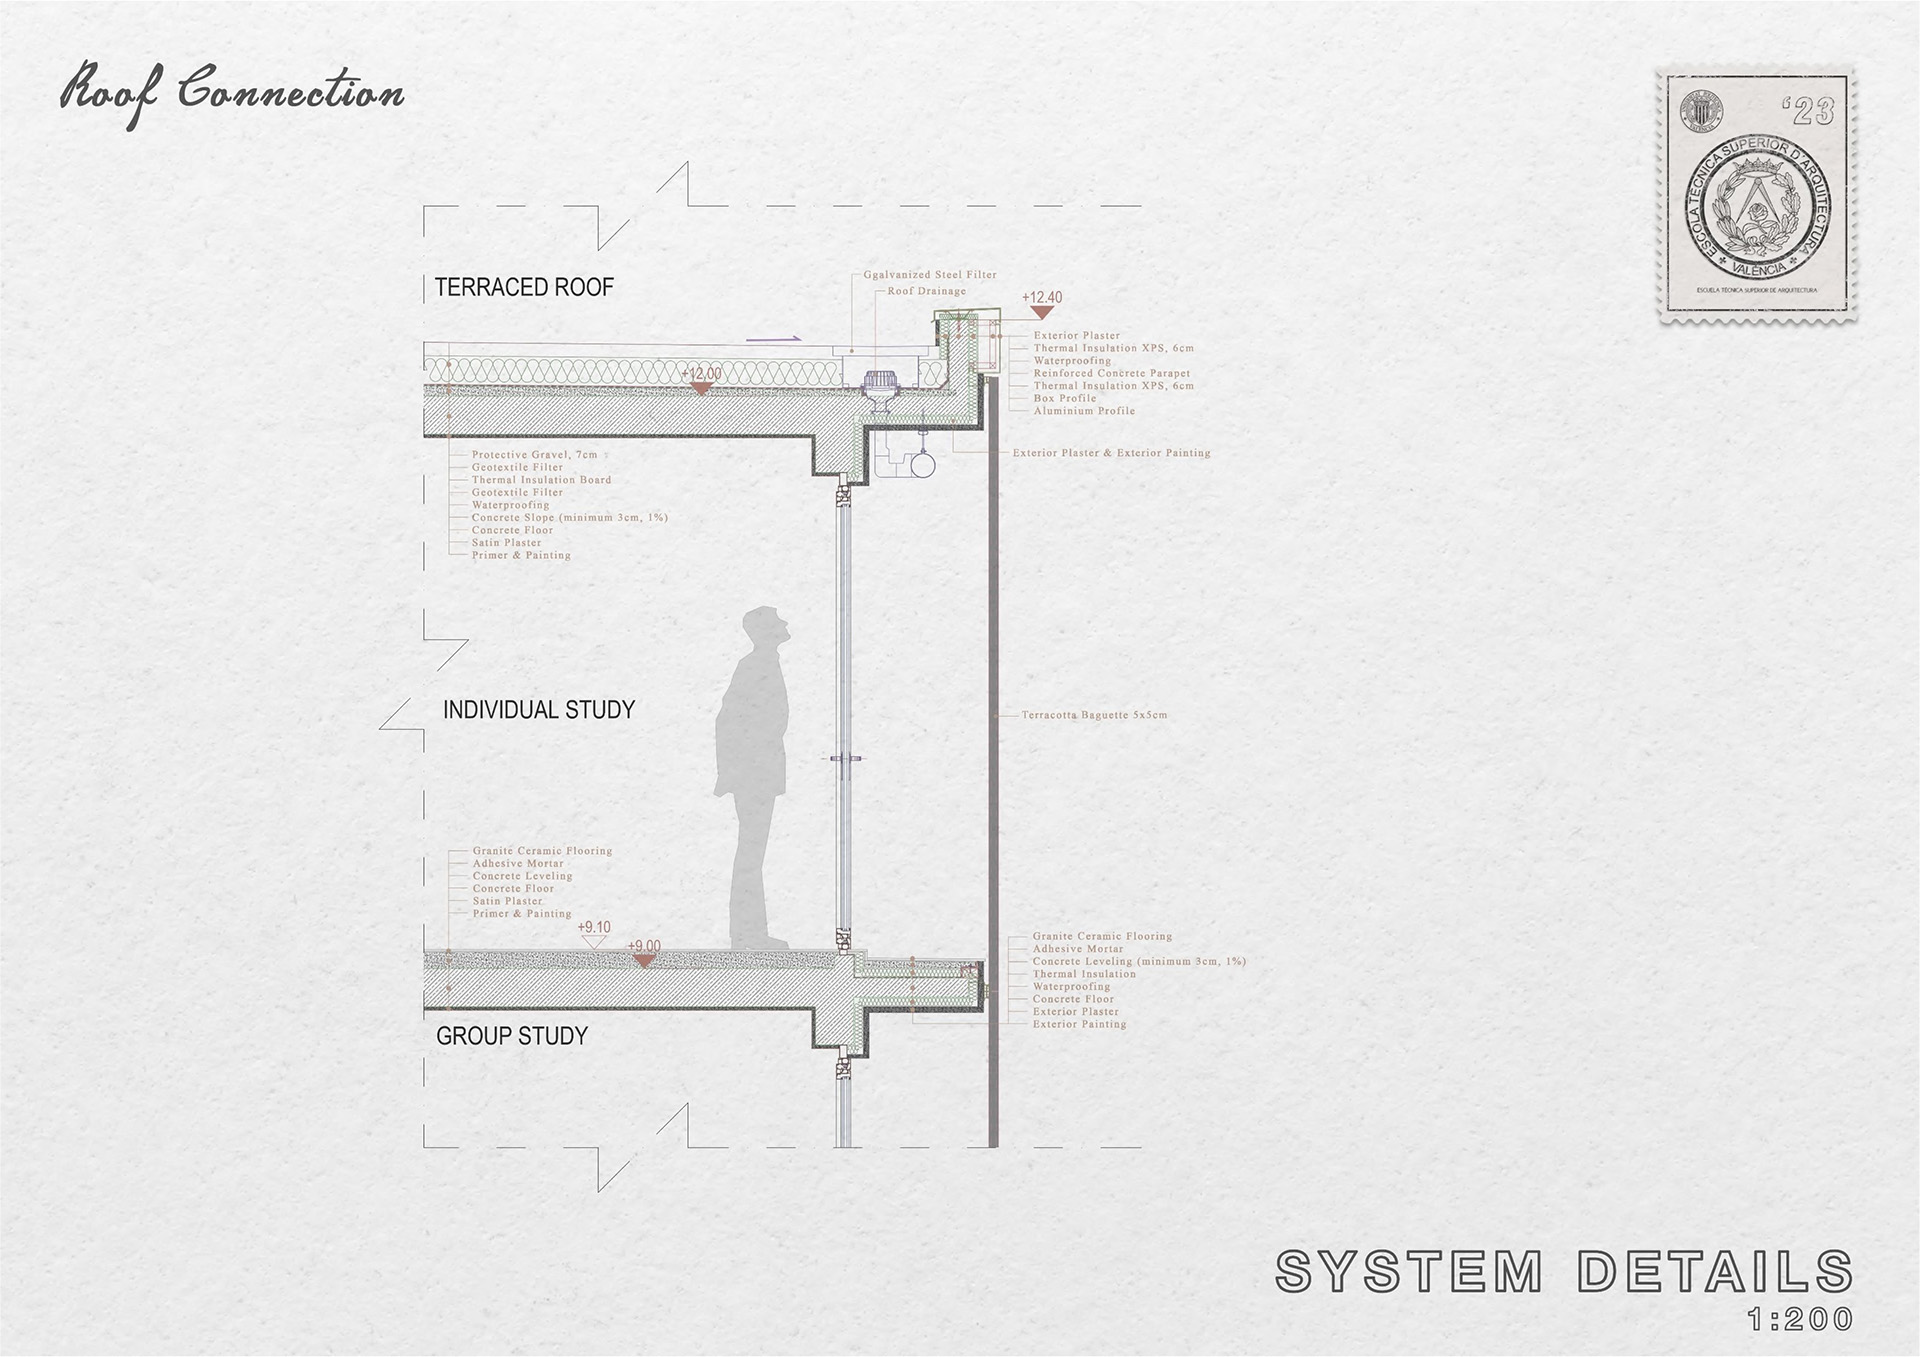 Roof Connection
'23
ESCOLA TÈCNICA SUPERIOR D'ARQUITECTURA
VALÈNCIA
ESCUELA TÉCNICA SUPERIOR DE ARQUITECTURA
TERRACED ROOF
Ggalvanized Steel Filter
Roof Drainage
+12.40
Exterior Plaster
Thermal Insulation XPS, 6cm
Waterproofing
Reinforced Concrete Parapet
Thermal Insulation XPS, 6cm
Box Profile
Aluminium Profile
+12.00
Exterior Plaster & Exterior Painting
Protective Gravel, 7cm
Geotextile Filter
Thermal Insulation Board
Geotextile Filter
Waterproofing
Concrete Slope (minimum 3cm, 1%)
Concrete Floor
Satin Plaster
Primer & Painting
INDIVIDUAL STUDY
Terracotta Baguette 5x5cm
Granite Ceramic Flooring
Adhesive Mortar
Concrete Leveling
Concrete Floor
Satin Plaster
Primer & Painting
+9.10
+9.00
Granite Ceramic Flooring
Adhesive Mortar
Concrete Leveling (minimum 3cm, 1%)
Thermal Insulation
Waterproofing
Concrete Floor
Exterior Plaster
Exterior Painting
GROUP STUDY
SYSTEM DETAILS
1:200